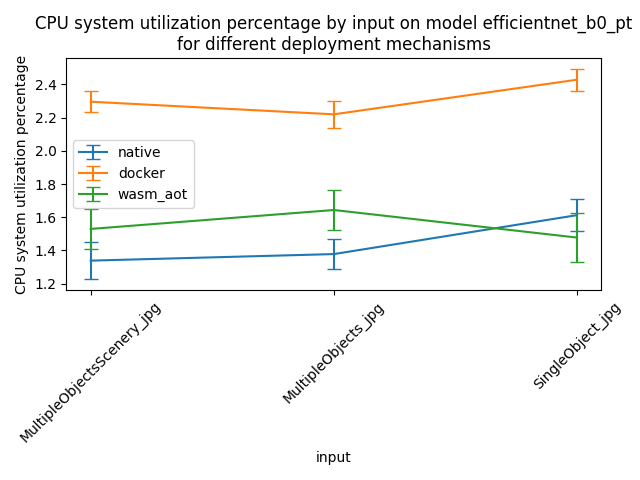 CPU system utilization percentage by input on model efficientnet_b0_pt
for different deployment mechanisms
CPU system utilization percentage
2.4
2.2
2.0
1.8
1.6
1.4
1.2
native
docker
wasm_aot
MultipleObjectsScenery_jpg
MultipleObjects_jpg
SingleObject_jpg
input